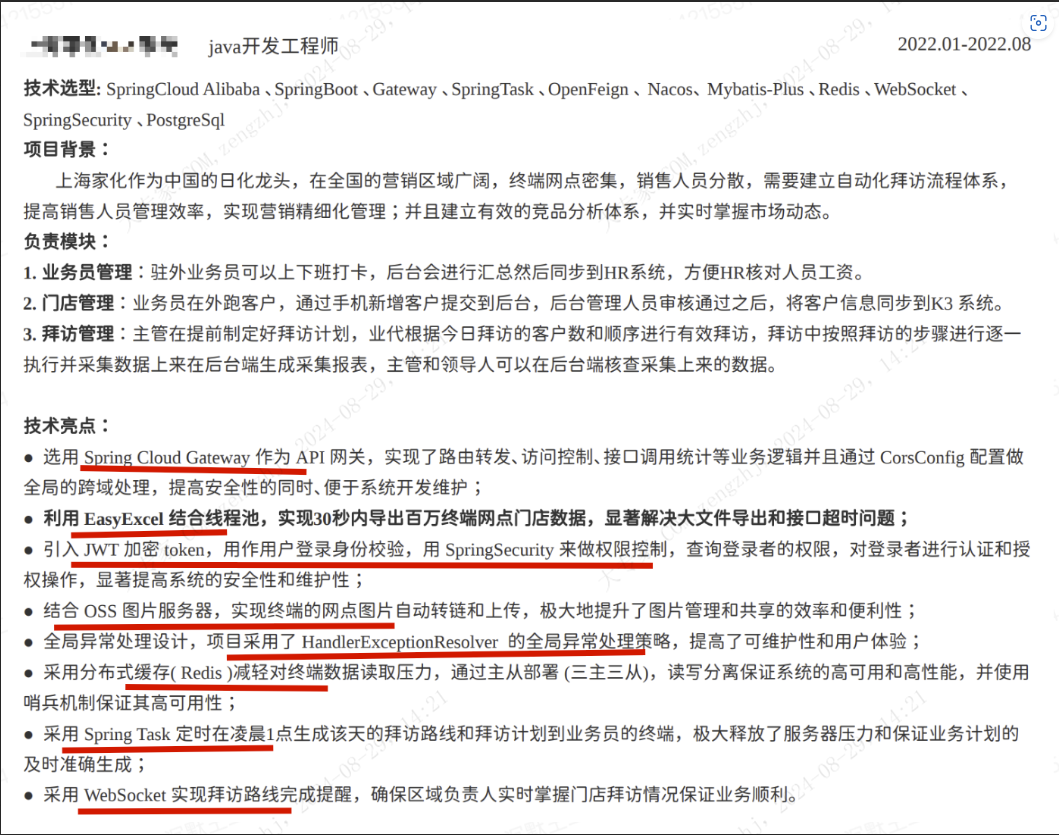 java开发工程师 2022.01-2022.08
技术选型: SpringCloud Alibaba 、SpringBoot 、Gateway 、SpringTask 、OpenFeign 、 Nacos、Mybatis-Plus 、Redis 、WebSocket 、
SpringSecurity 、PostgreSql
项目背景：
上海家化作为中国的日化龙头，在全国的营销区域广阔，终端网点密集，销售人员分散，需要建立自动化拜访流程体系，
提高销售人员管理效率，实现营销精细化管理；并且建立有效的竞品分析体系，并实时掌握市场动态。
负责模块：
1. 业务员管理：驻外业务员可以上下班打卡，后台会进行汇总然后同步到HR系统，方便HR核对人员工资。
2. 门店管理：业务员在外跑客户，通过手机新增客户提交到后台，后台管理人员审核通过之后，将客户信息同步到K3 系统。
3. 拜访管理：主管在提前制定好拜访计划，业代根据今日拜访的客户数和顺序进行有效拜访，拜访中按照拜访的步骤进行逐一
执行并采集数据上来在后台端生成采集报表，主管和领导人可以在后台端核查采集上来的数据。
技术亮点：
● 选用 Spring Cloud Gateway 作为 API 网关，实现了路由转发、访问控制、接口调用统计等业务逻辑并且通过 CorsConfig 配置做
全局的跨域处理，提高安全性的同时、便于系统开发维护；
● 利用 EasyExcel 结合线程池，实现30秒内导出百万终端网点门店数据，显著解决大文件导出和接口超时问题；
● 引入 JWT 加密 token，用作用户登录身份校验，用 SpringSecurity 来做权限控制，查询登录者的权限，对登录者进行认证和授
权操作，显著提高系统的安全性和维护性；
● 结合 OSS 图片服务器，实现终端的网点图片自动转链和上传，极大地提升了图片管理和共享的效率和便利性；
● 全局异常处理设计，项目采用了 HandlerExceptionResolver 的全局异常处理策略，提高了可维护性和用户体验；
● 采用分布式缓存( Redis )减轻对终端数据读取压力，通过主从部署 (三主三从)，读写分离保证系统的高可用和高性能，并使用
哨兵机制保证其高可用性；
● 采用 Spring Task 定时在凌晨1点生成该天的拜访路线和拜访计划到业务员的终端，极大释放了服务器压力和保证业务计划的
及时准确生成；
● 采用 WebSocket 实现拜访路线完成提醒，确保区域负责人实时掌握门店拜访情况保证业务顺利。